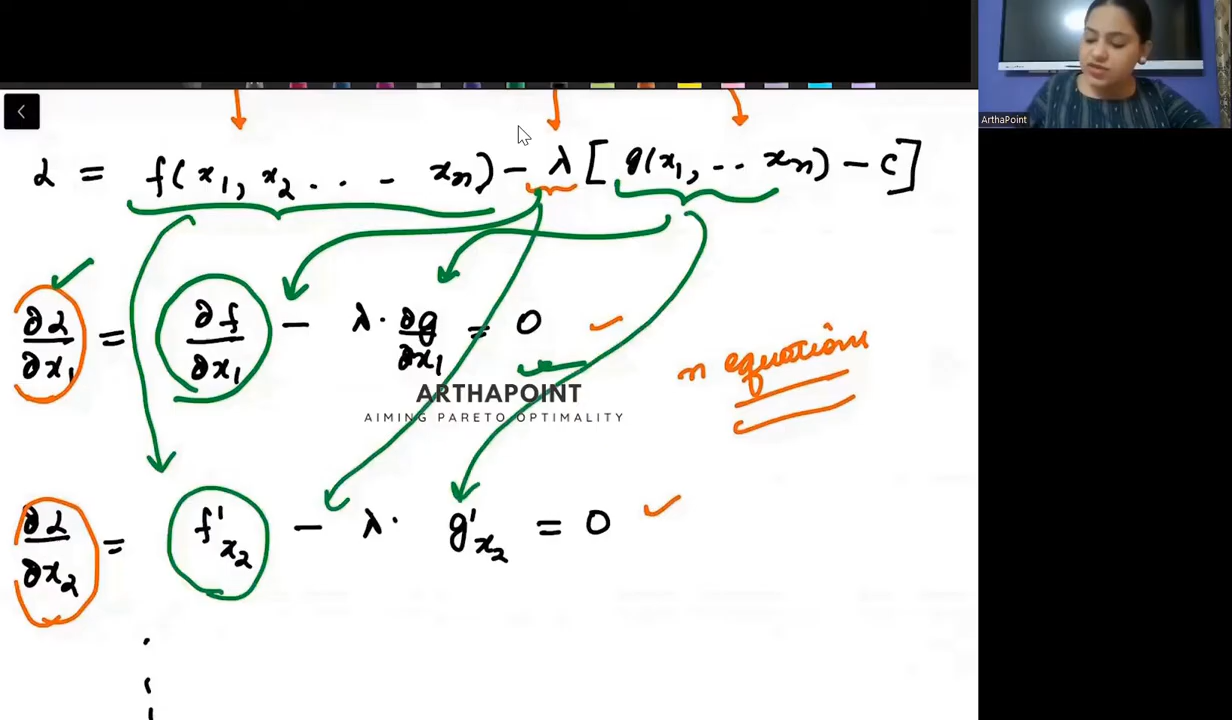 ArthaPoint
𝓛 = f(x₁, x₂ . . . - xₙ) - λ [ g(x₁, . . xₙ) - c ]
∂𝓛/∂x₁ = ∂f/∂x₁ - λ · ∂g/∂x₁ = 0
n equations
ARTHAPOINT
AIMING PARETO OPTIMALITY
∂𝓛/∂x₂ = f'x₂ - λ · g'x₂ = 0